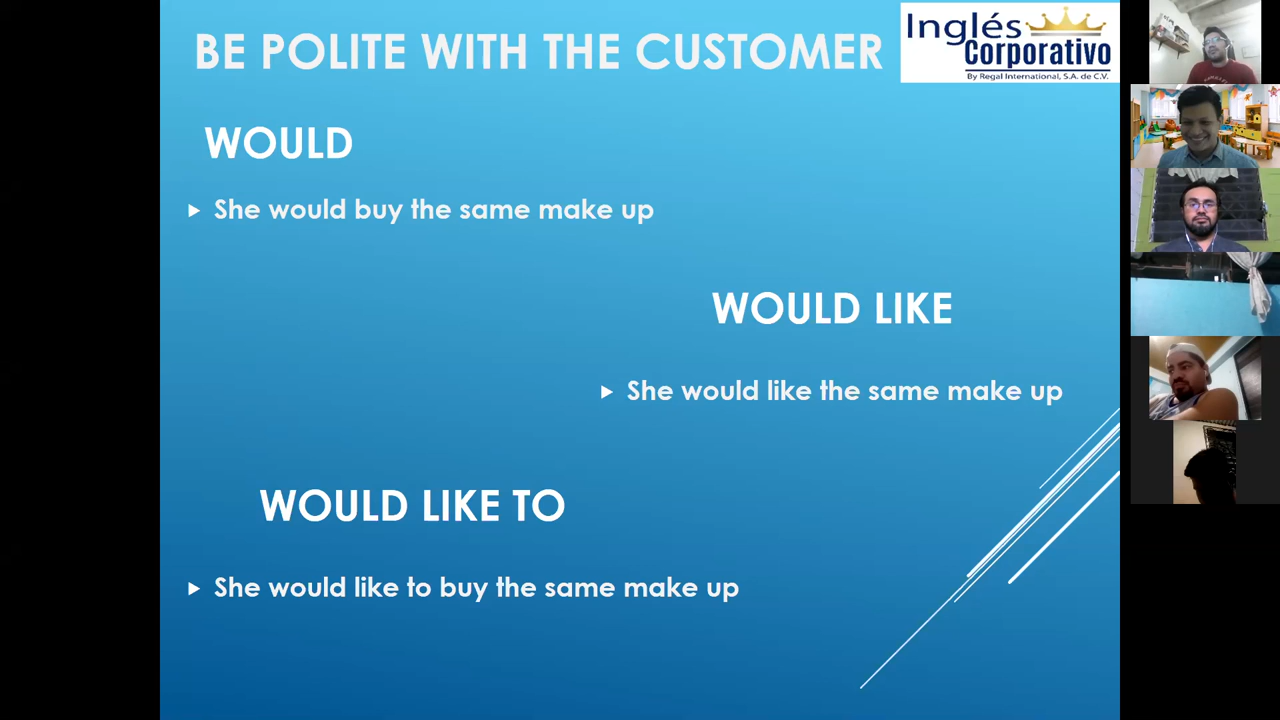 BE POLITE WITH THE CUSTOMER
Inglés
Corporativo
By Regal International, S.A. de C.V.
WOULD
She would buy the same make up
WOULD LIKE
She would like the same make up
WOULD LIKE TO
She would like to buy the same make up